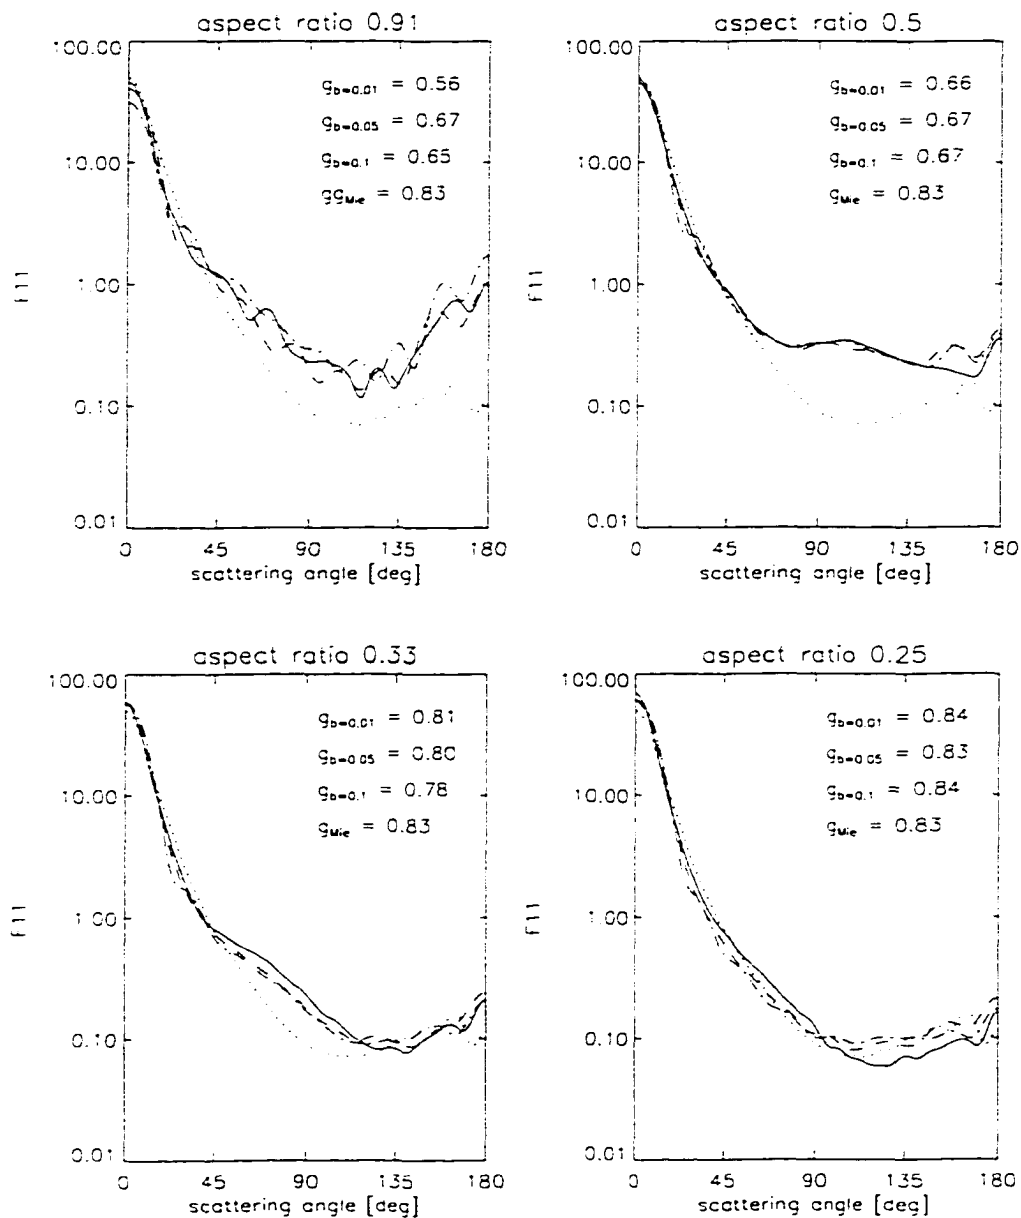 aspect ratio 0.91
100.00
10.00
1.00
0.10
0.01
F11
g_b=0.01 = 0.56
g_b=0.05 = 0.67
g_b=0.1 = 0.65
gg_Mie = 0.83
0 45 90 135 180
scattering angle [deg]
aspect ratio 0.5
100.00
10.00
1.00
0.10
0.01
F11
g_b=0.01 = 0.66
g_b=0.05 = 0.67
g_b=0.1 = 0.67
g_Mie = 0.83
0 45 90 135 180
scattering angle [deg]
aspect ratio 0.33
100.00
10.00
1.00
0.10
0.01
F11
g_b=0.01 = 0.81
g_b=0.05 = 0.80
g_b=0.1 = 0.78
g_Mie = 0.83
0 45 90 135 180
scattering angle [deg]
aspect ratio 0.25
100.00
10.00
1.00
0.10
0.01
F11
g_b=0.01 = 0.84
g_b=0.05 = 0.83
g_b=0.1 = 0.84
g_Mie = 0.83
0 45 90 135 180
scattering angle [deg]